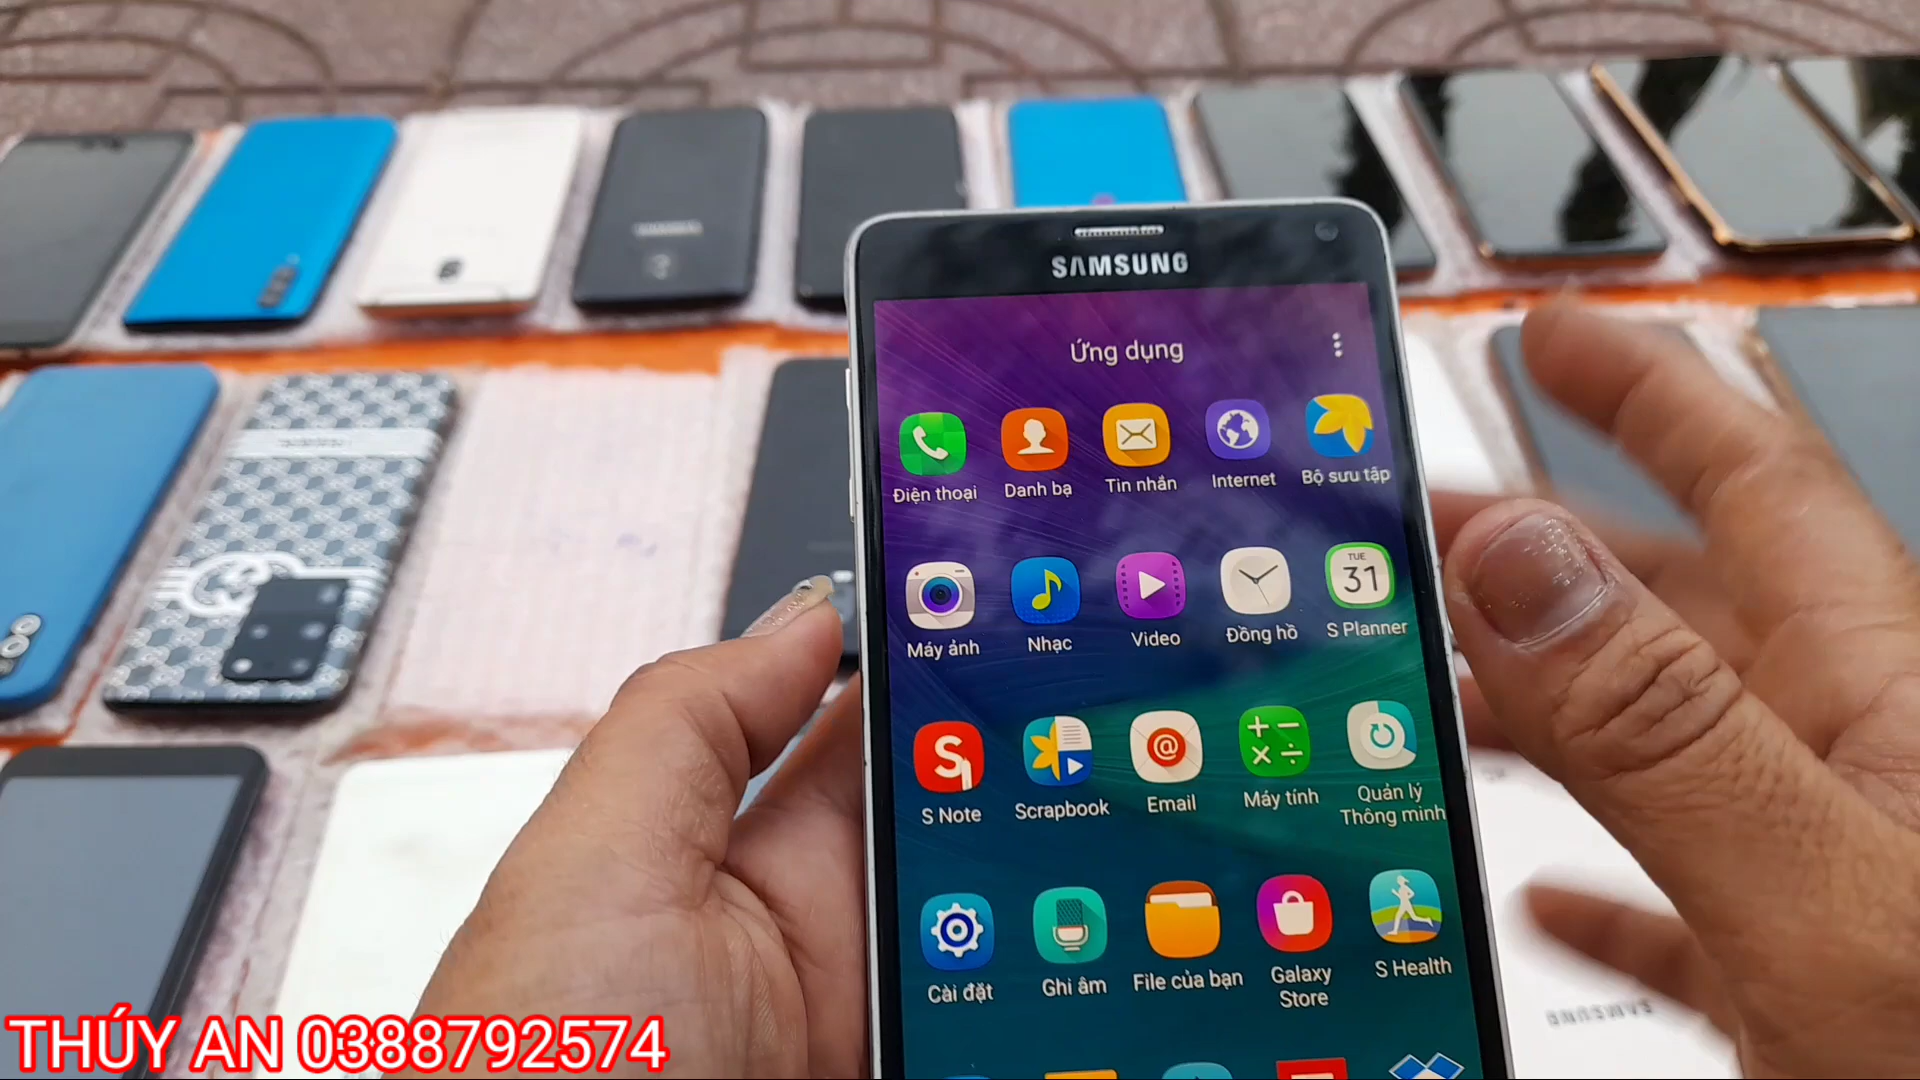 SAMSUNG
Ứng dụng
Điện thoại
Danh bạ
Tin nhắn
Internet
Bộ sưu tập
TUE
31
Máy ảnh
Nhạc
Video
Đồng hồ
S Planner
S Note
Scrapbook
Email
Máy tính
Quản lý
Thông minh
Cài đặt
Ghi âm
File của bạn
Galaxy
Store
S Health
SAMSUNG
THÚY AN 0388792574